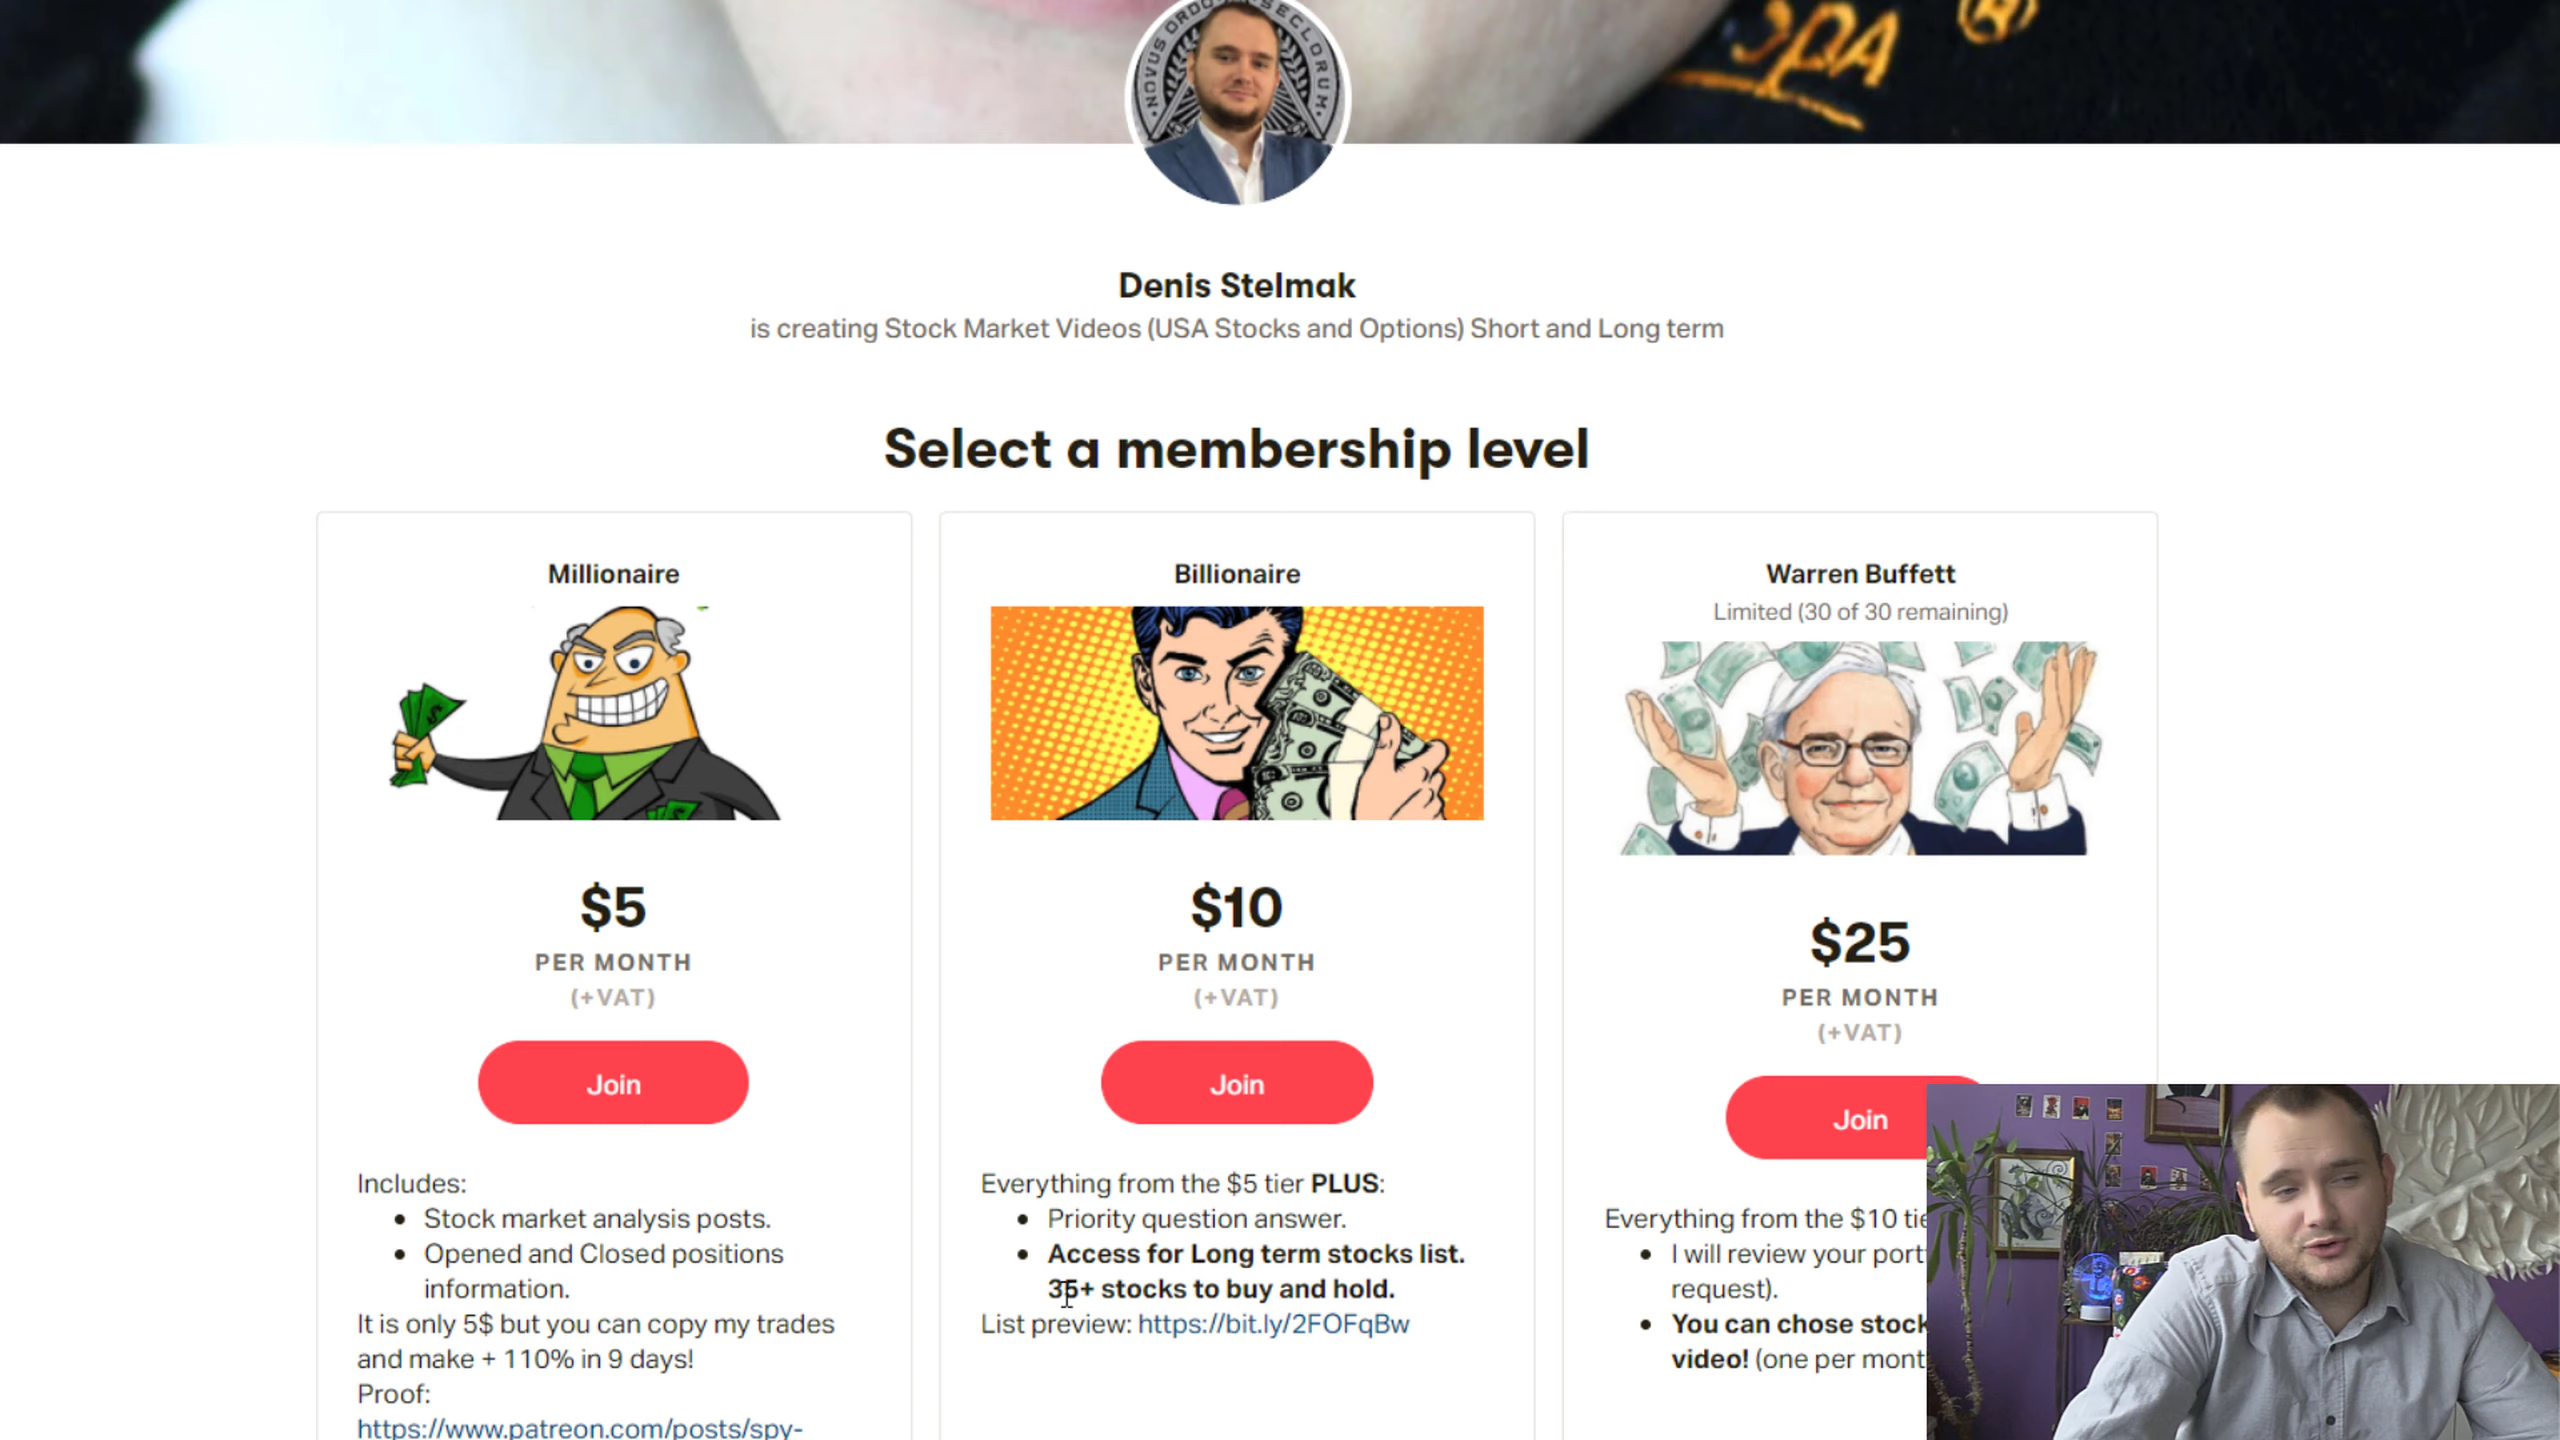 NOVUS ORDO SECLORUM
Denis Stelmak
is creating Stock Market Videos (USA Stocks and Options) Short and Long term
Select a membership level
Millionaire
$5
PER MONTH
(+VAT)
Join
Includes:
• Stock market analysis posts.
• Opened and Closed positions
information.
It is only 5$ but you can copy my trades
and make + 110% in 9 days!
Proof:
https://www.patreon.com/posts/spy-
Billionaire
$10
PER MONTH
(+VAT)
Join
Everything from the $5 tier PLUS:
• Priority question answer.
• Access for Long term stocks list.
35+ stocks to buy and hold.
List preview: https://bit.ly/2FOFqBw
Warren Buffett
Limited (30 of 30 remaining)
$25
PER MONTH
(+VAT)
Join
Everything from the $10
• I will review your
request).
• You can chose stock
video! (one per